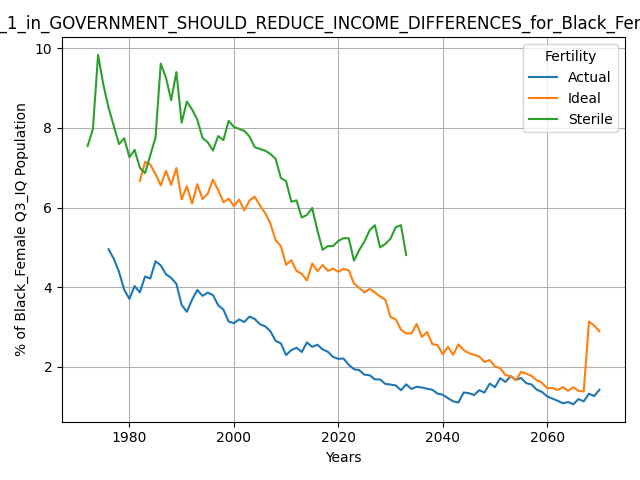 _1_in_GOVERNMENT_SHOULD_REDUCE_INCOME_DIFFERENCES_for_Black_Fer
10
8
6
4
2
% of Black_Female Q3_IQ Population
Fertility
Actual
Ideal
Sterile
1980 2000 2020 2040 2060
Years